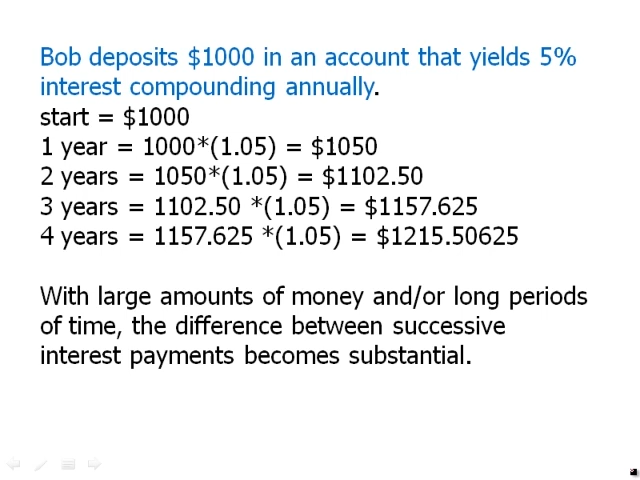 Bob deposits $1000 in an account that yields 5%
interest compounding annually.
start = $1000
1 year = 1000*(1.05) = $1050
2 years = 1050*(1.05) = $1102.50
3 years = 1102.50 *(1.05) = $1157.625
4 years = 1157.625 *(1.05) = $1215.50625
With large amounts of money and/or long periods
of time, the difference between successive
interest payments becomes substantial.